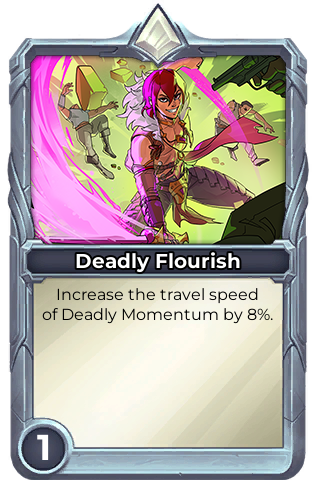 Deadly Flourish
Increase the travel speed
of Deadly Momentum by 8%.
1